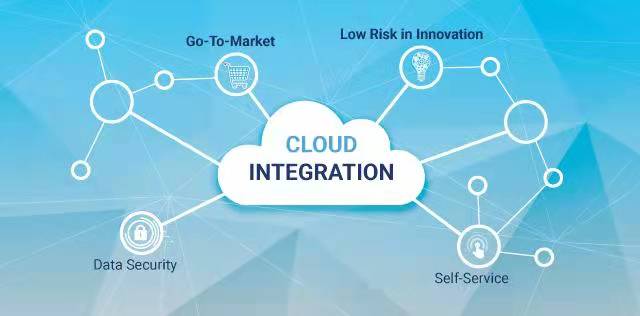 Go-To-Market
Low Risk in Innovation
CLOUD
INTEGRATION
Data Security
Self-Service